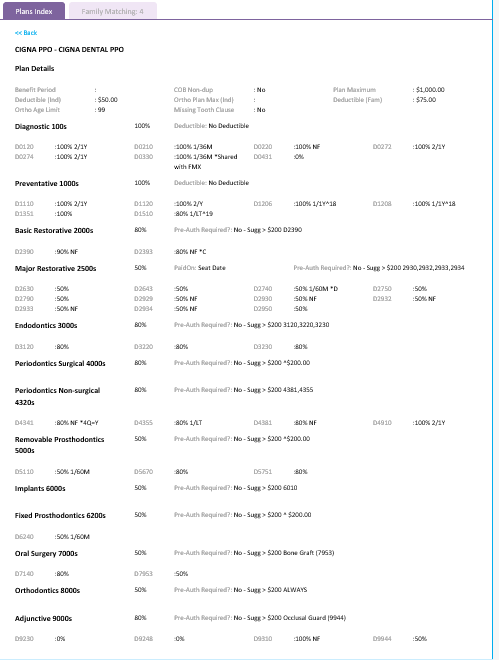 Plans Index Family Matching: 4
<< Back
CIGNA PPO - CIGNA DENTAL PPO
Plan Details
Benefit Period : COB Non-dup : No Plan Maximum : $1,000.00
Deductible (Ind) : $50.00 Ortho Plan Max (Ind) : Deductible (Fam) : $75.00
Ortho Age Limit : 99 Missing Tooth Clause : No
Diagnostic 100s 100% Deductible: No Deductible
D0120 :100% 2/1Y D0210 :100% 1/36M D0220 :100% NF D0272 :100% 2/1Y
D0274 :100% 2/1Y D0330 :100% 1/36M *Shared D0431 :0%
with FMX
Preventative 1000s 100% Deductible: No Deductible
D1110 :100% 2/1Y D1120 :100% 2/Y D1206 :100% 1/1Y^18 D1208 :100% 1/1Y^18
D1351 :100% D1510 :80% 1/LT^19
Basic Restorative 2000s 80% Pre-Auth Required?: No - Sugg > $200 D2390
D2390 :90% NF D2393 :80% NF *C
Major Restorative 2500s 50% PaidOn: Seat Date Pre-Auth Required?: No - Sugg > $200 2930,2932,2933,2934
D2630 :50% D2643 :50% D2740 :50% 1/60M *D D2750 :50%
D2790 :50% D2929 :50% NF D2930 :50% NF D2932 :50% NF
D2933 :50% NF D2934 :50% NF D2950 :50%
Endodontics 3000s 80% Pre-Auth Required?: No - Sugg > $200 3120,3220,3230
D3120 :80% D3220 :80% D3230 :80%
Periodontics Surgical 4000s 80% Pre-Auth Required?: No - Sugg > $200 ^$200.00
Periodontics Non-surgical 80% Pre-Auth Required?: No - Sugg > $200 4381,4355
4320s
D4341 :80% NF *4Q=Y D4355 :80% 1/LT D4381 :80% NF D4910 :100% 2/1Y
Removable Prosthodontics 50% Pre-Auth Required?: No - Sugg > $200 ^$200.00
5000s
D5110 :50% 1/60M D5670 :80% D5751 :80%
Implants 6000s 50% Pre-Auth Required?: No - Sugg > $200 6010
Fixed Prosthodontics 6200s 50% Pre-Auth Required?: No - Sugg > $200 ^ $200.00
D6240 :50% 1/60M
Oral Surgery 7000s 50% Pre-Auth Required?: No - Sugg > $200 Bone Graft (7953)
D7140 :80% D7953 :50%
Orthodontics 8000s 50% Pre-Auth Required?: No - Sugg > $200 ALWAYS
Adjunctive 9000s 80% Pre-Auth Required?: No - Sugg > $200 Occlusal Guard (9944)
D9230 :0% D9248 :0% D9310 :100% NF D9944 :50%